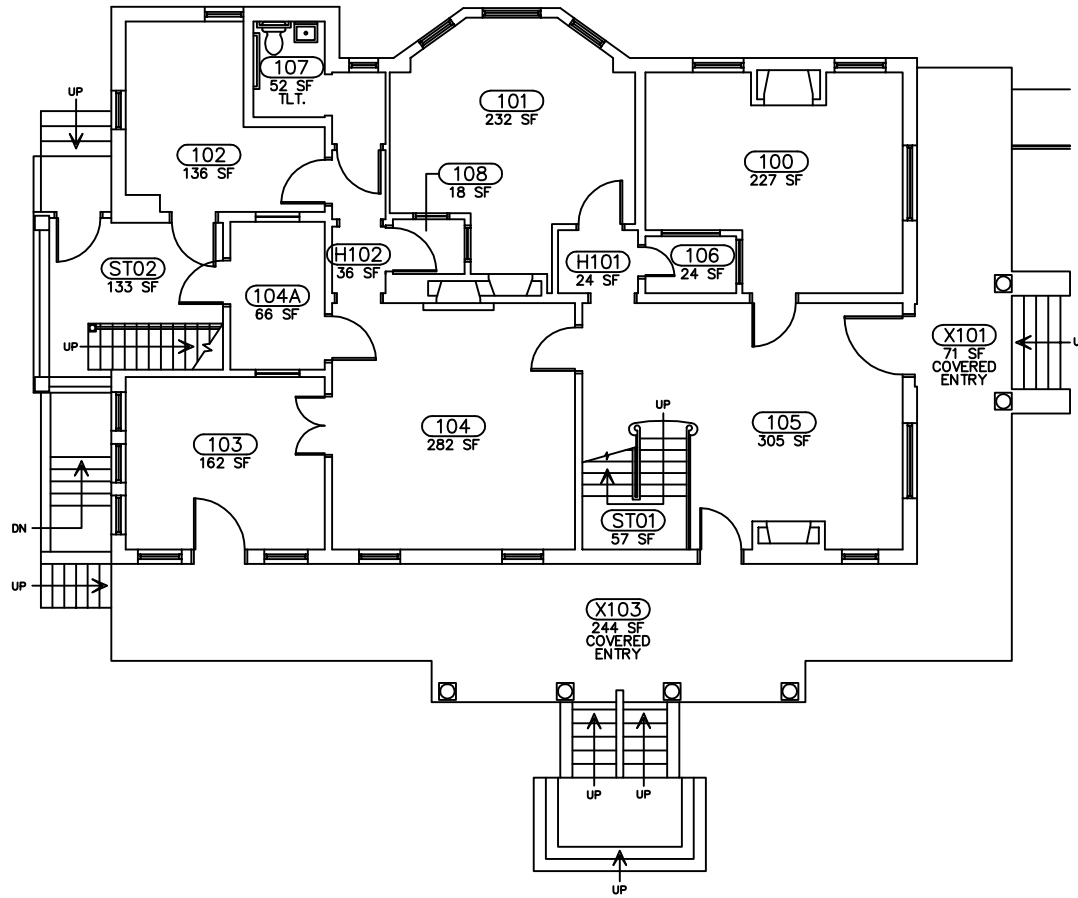 107
52 SF
TLT.
UP
101
232 SF
102
136 SF
108
18 SF
100
227 SF
H102
36 SF
H101
24 SF
106
24 SF
ST02
133 SF
104A
66 SF
UP
X101
71 SF
COVERED
ENTRY
U
UP
104
282 SF
105
305 SF
103
162 SF
ST01
57 SF
DN
UP
X103
244 SF
COVERED
ENTRY
UP
UP
UP